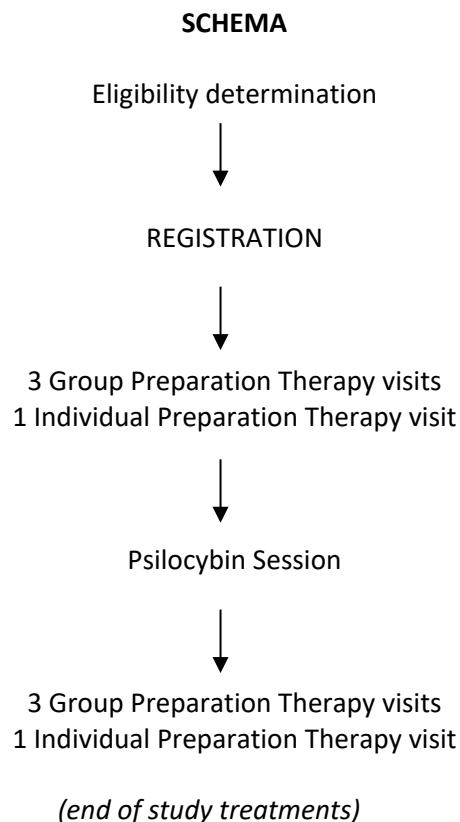 SCHEMA
Eligibility determination
REGISTRATION
3 Group Preparation Therapy visits
1 Individual Preparation Therapy visit
Psilocybin Session
3 Group Preparation Therapy visits
1 Individual Preparation Therapy visit
(end of study treatments)